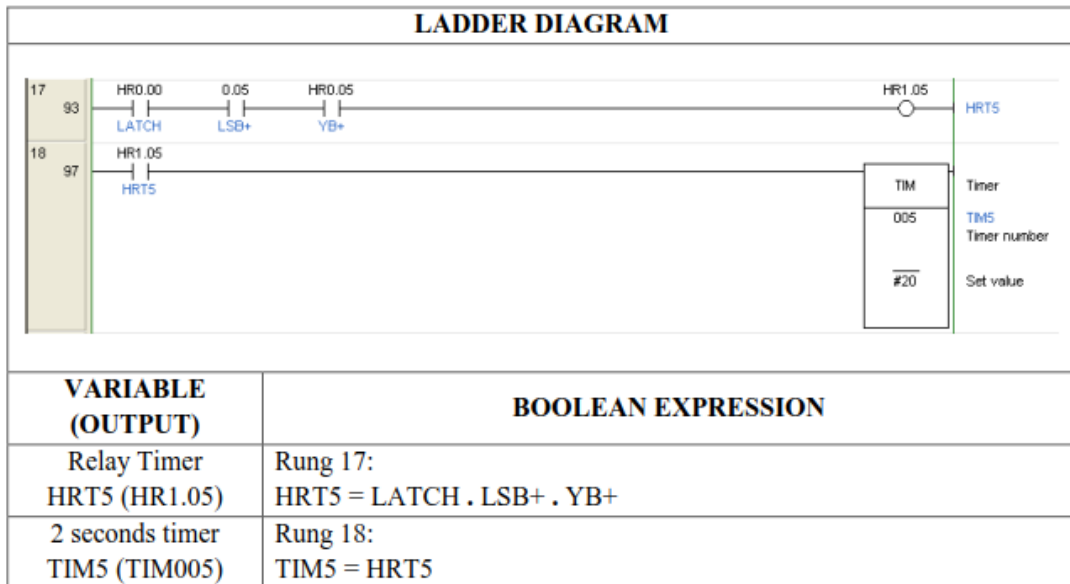 LADDER DIAGRAM
17 HR0.00 0.05 HR0.05 HR1.05
93 HRT5
LATCH LSB+ YB+
18 HR1.05
97
HRT5
TIM Timer
005 TIM5
Timer number
#20 Set value
VARIABLE
(OUTPUT)
BOOLEAN EXPRESSION
Relay Timer
HRT5 (HR1.05)
Rung 17:
HRT5 = LATCH . LSB+ . YB+
2 seconds timer
TIM5 (TIM005)
Rung 18:
TIM5 = HRT5